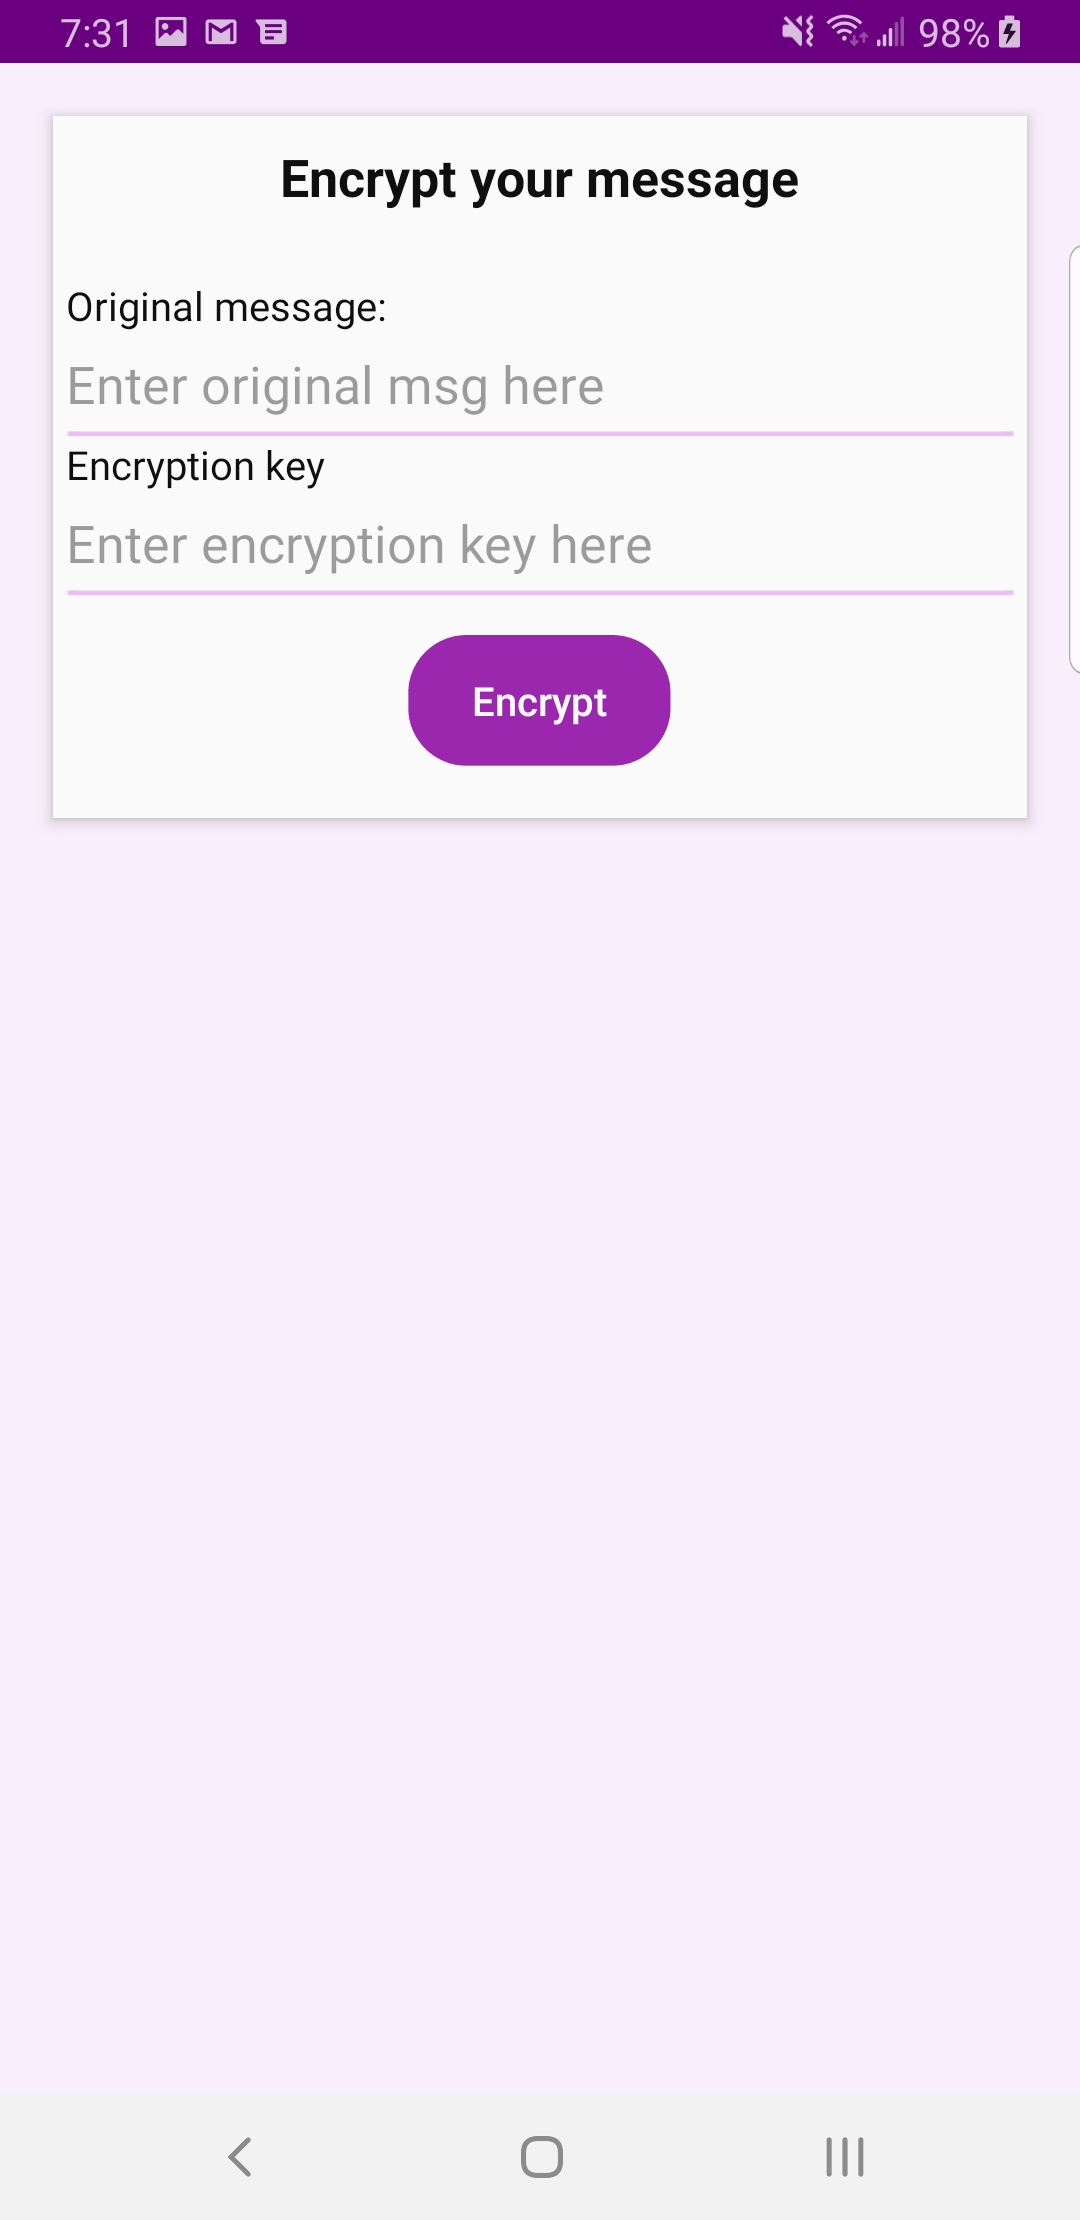 7:31 98%
Encrypt your message
Original message:
Enter original msg here
Encryption key
Enter encryption key here
Encrypt